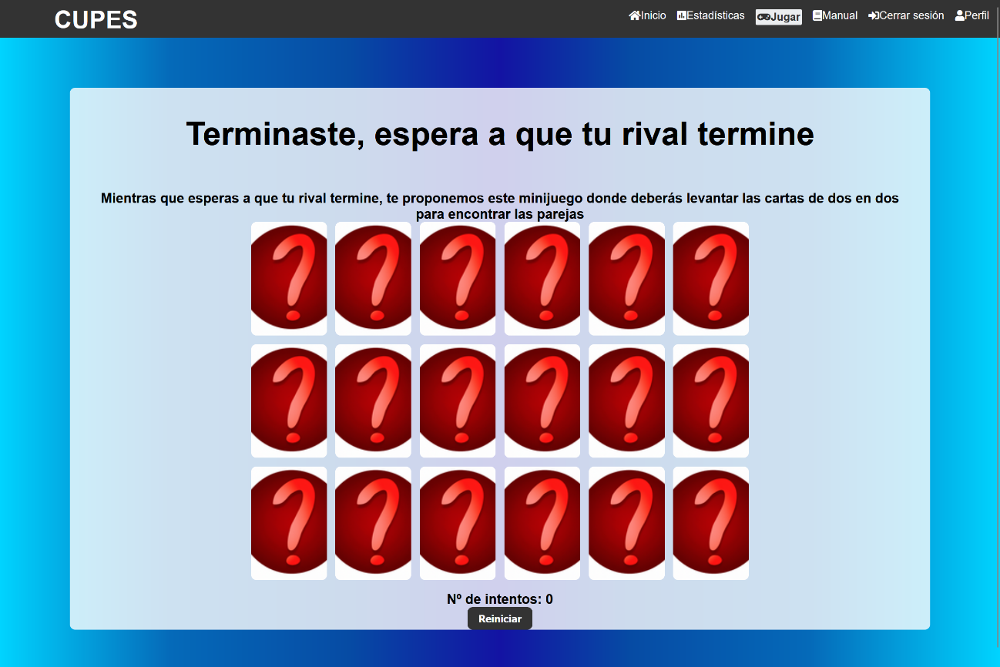 CUPES
Inicio Estadísticas Jugar Manual Cerrar sesión Perfil
Terminaste, espera a que tu rival termine
Mientras que esperas a que tu rival termine, te proponemos este minijuego donde deberás levantar las cartas de dos en dos
para encontrar las parejas
? ? ? ? ? ?
? ? ? ? ? ?
? ? ? ? ? ?
Nº de intentos: 0
Reiniciar